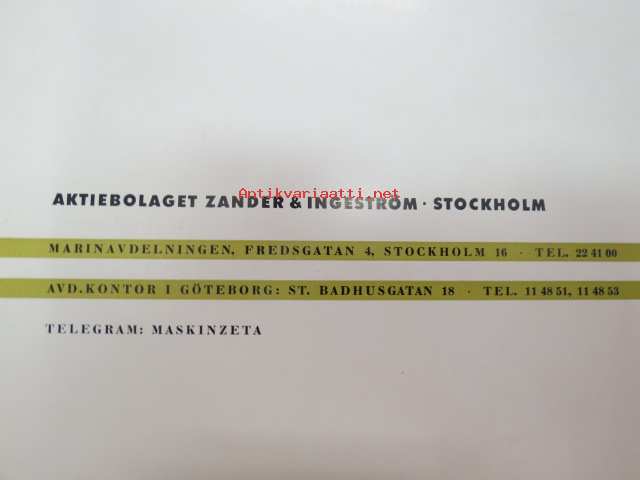 Antikvariaatti.net
AKTIEBOLAGET ZANDER & INGESTRÖM · STOCKHOLM
MARINAVDELNINGEN, FREDSGATAN 4, STOCKHOLM 16 · TEL. 22 41 00
AVD.KONTOR I GÖTEBORG: ST. BADHUSGATAN 18 · TEL. 11 48 51, 11 48 53
TELEGRAM: MASKINZETA